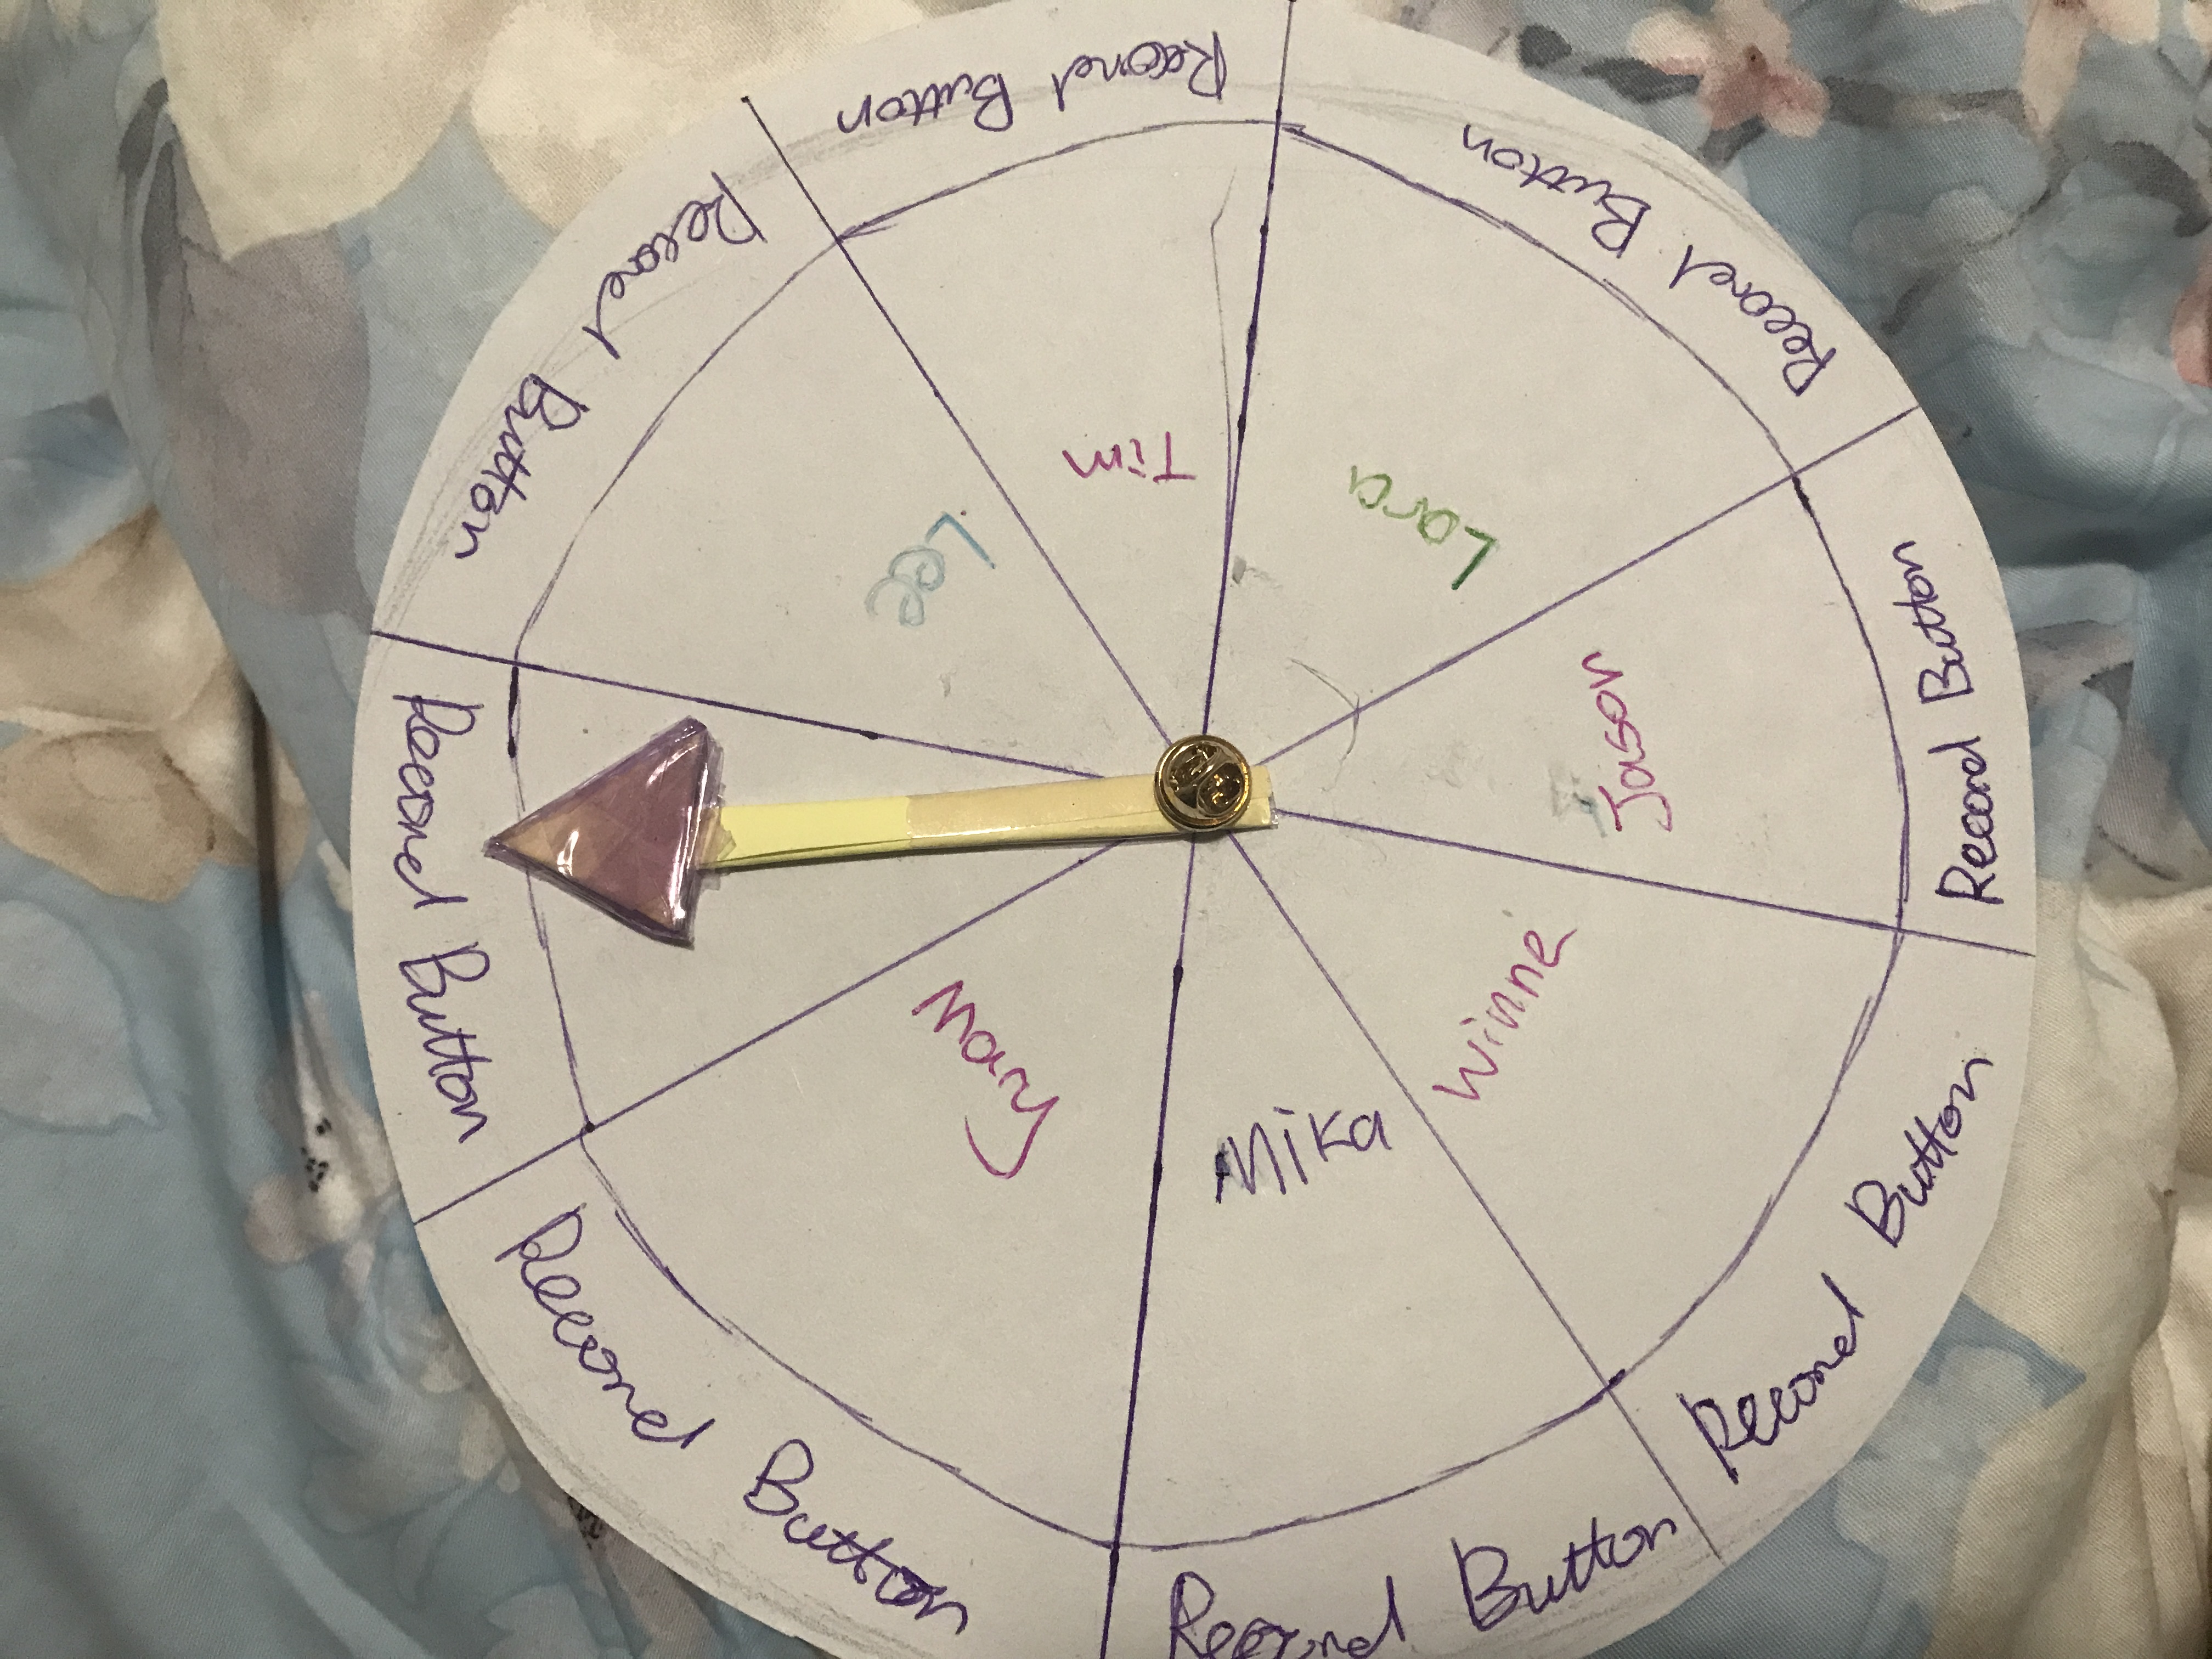 Record Button
Record Button
Record Button
Record Button
Record Button
Record Button
Record Button
Record Button
Tim
Lara
Jason
Winne
Mika
Mary
Lee